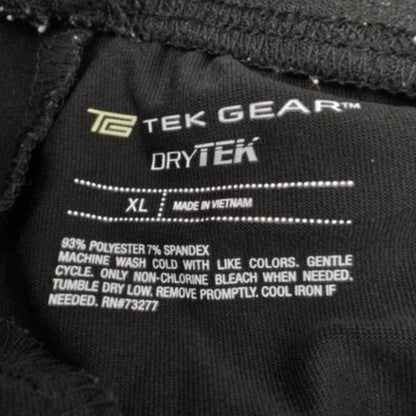 TEK GEAR™
DRYTEK
XL MADE IN VIETNAM
93% POLYESTER 7% SPANDEX
MACHINE WASH COLD WITH LIKE COLORS. GENTLE
CYCLE. ONLY NON-CHLORINE BLEACH WHEN NEEDED.
TUMBLE DRY LOW. REMOVE PROMPTLY. COOL IRON IF
NEEDED. RN#73277